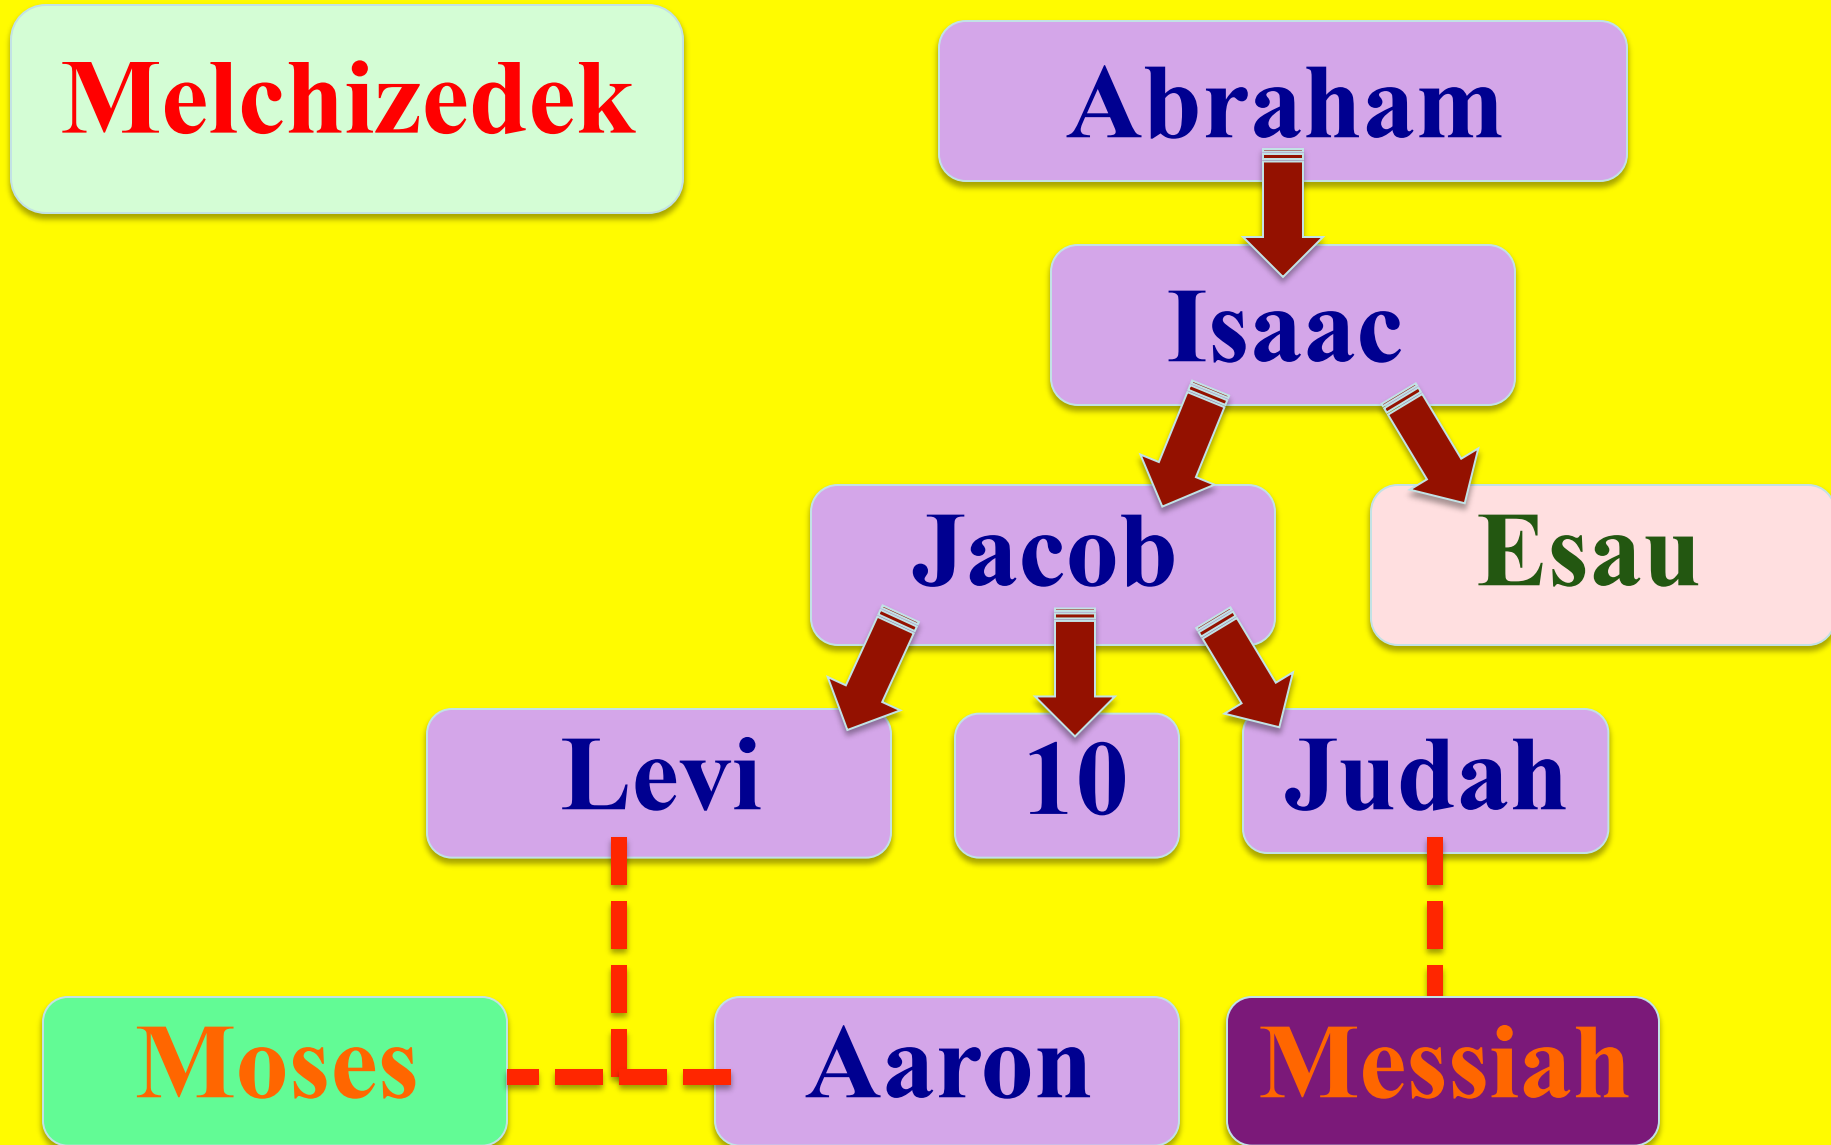 Melchizedek
Abraham
Isaac
Jacob
Esau
Levi
10
Judah
Moses
Aaron
Messiah